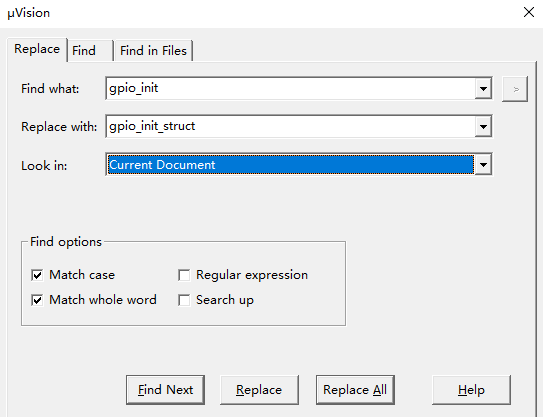 µVision
Replace
Find
Find in Files
Find what:
gpio_init
>
Replace with:
gpio_init_struct
Look in:
Current Document
Find options
Match case
Regular expression
Match whole word
Search up
Find Next
Replace
Replace All
Help